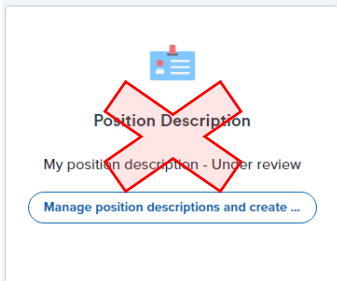 Position Description
My position description - Under review
Manage position descriptions and create ...